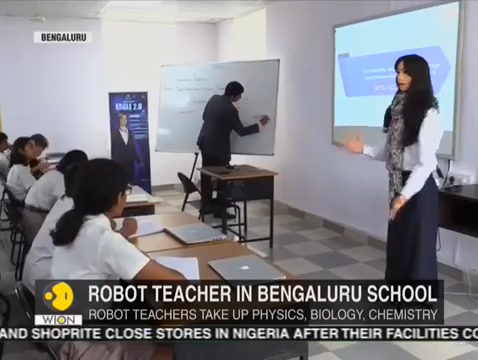 BENGALURU
EAGLE 2.0
ROBOT TEACHER IN BENGALURU SCHOOL
ROBOT TEACHERS TAKE UP PHYSICS, BIOLOGY, CHEMISTRY
WION
AND SHOPRITE CLOSE STORES IN NIGERIA AFTER THEIR FACILITIES